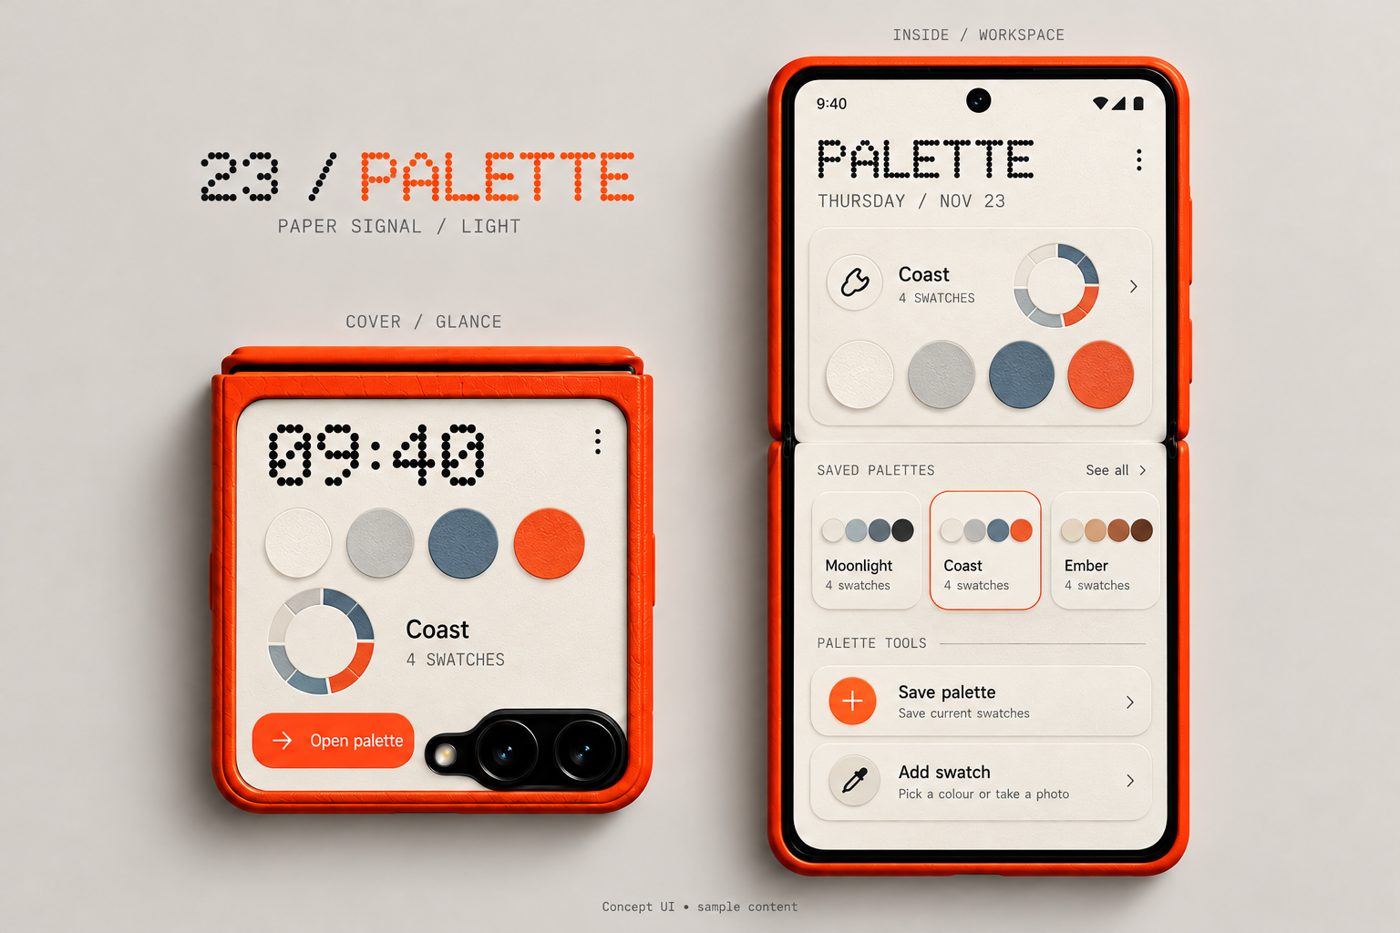 INSIDE / WORKSPACE
23 / PALETTE
PAPER SIGNAL / LIGHT
COVER / GLANCE
09:40
Coast
4 SWATCHES
Open palette
9:40
PALETTE
THURSDAY / NOV 23
Coast
4 SWATCHES
SAVED PALETTES
See all
Moonlight
4 swatches
Coast
4 swatches
Ember
4 swatches
PALETTE TOOLS
Save palette
Save current swatches
Add swatch
Pick a colour or take a photo
Concept UI • sample content